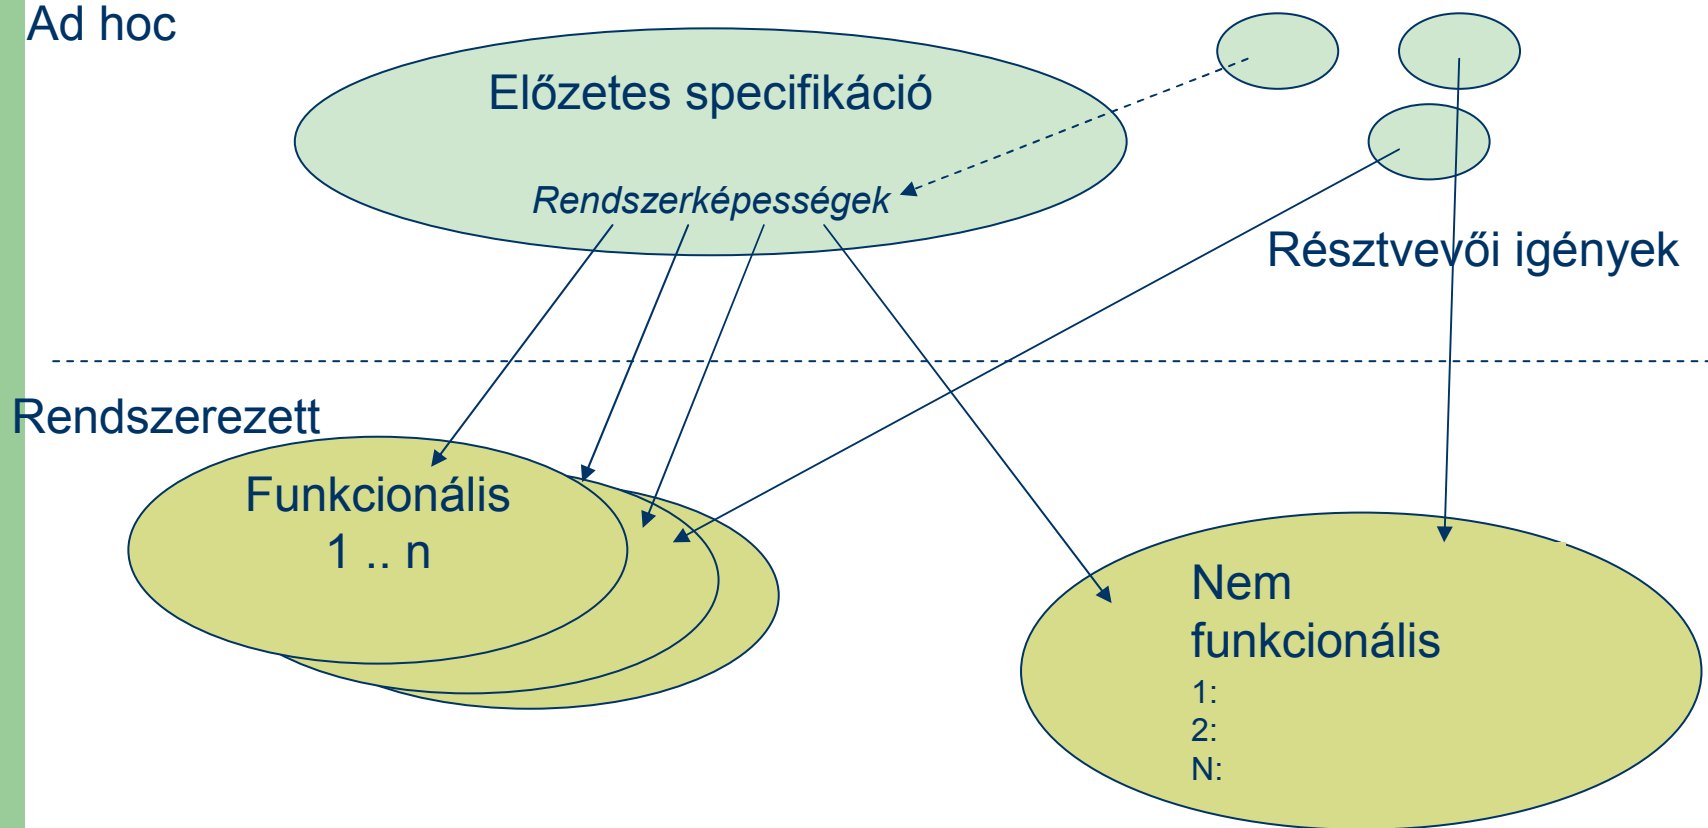 Ad hoc
Előzetes specifikáció
Rendszerképességek
Résztvevői igények
Rendszerezett
Funkcionális
1 .. n
Nem
funkcionális
1:
2:
N: